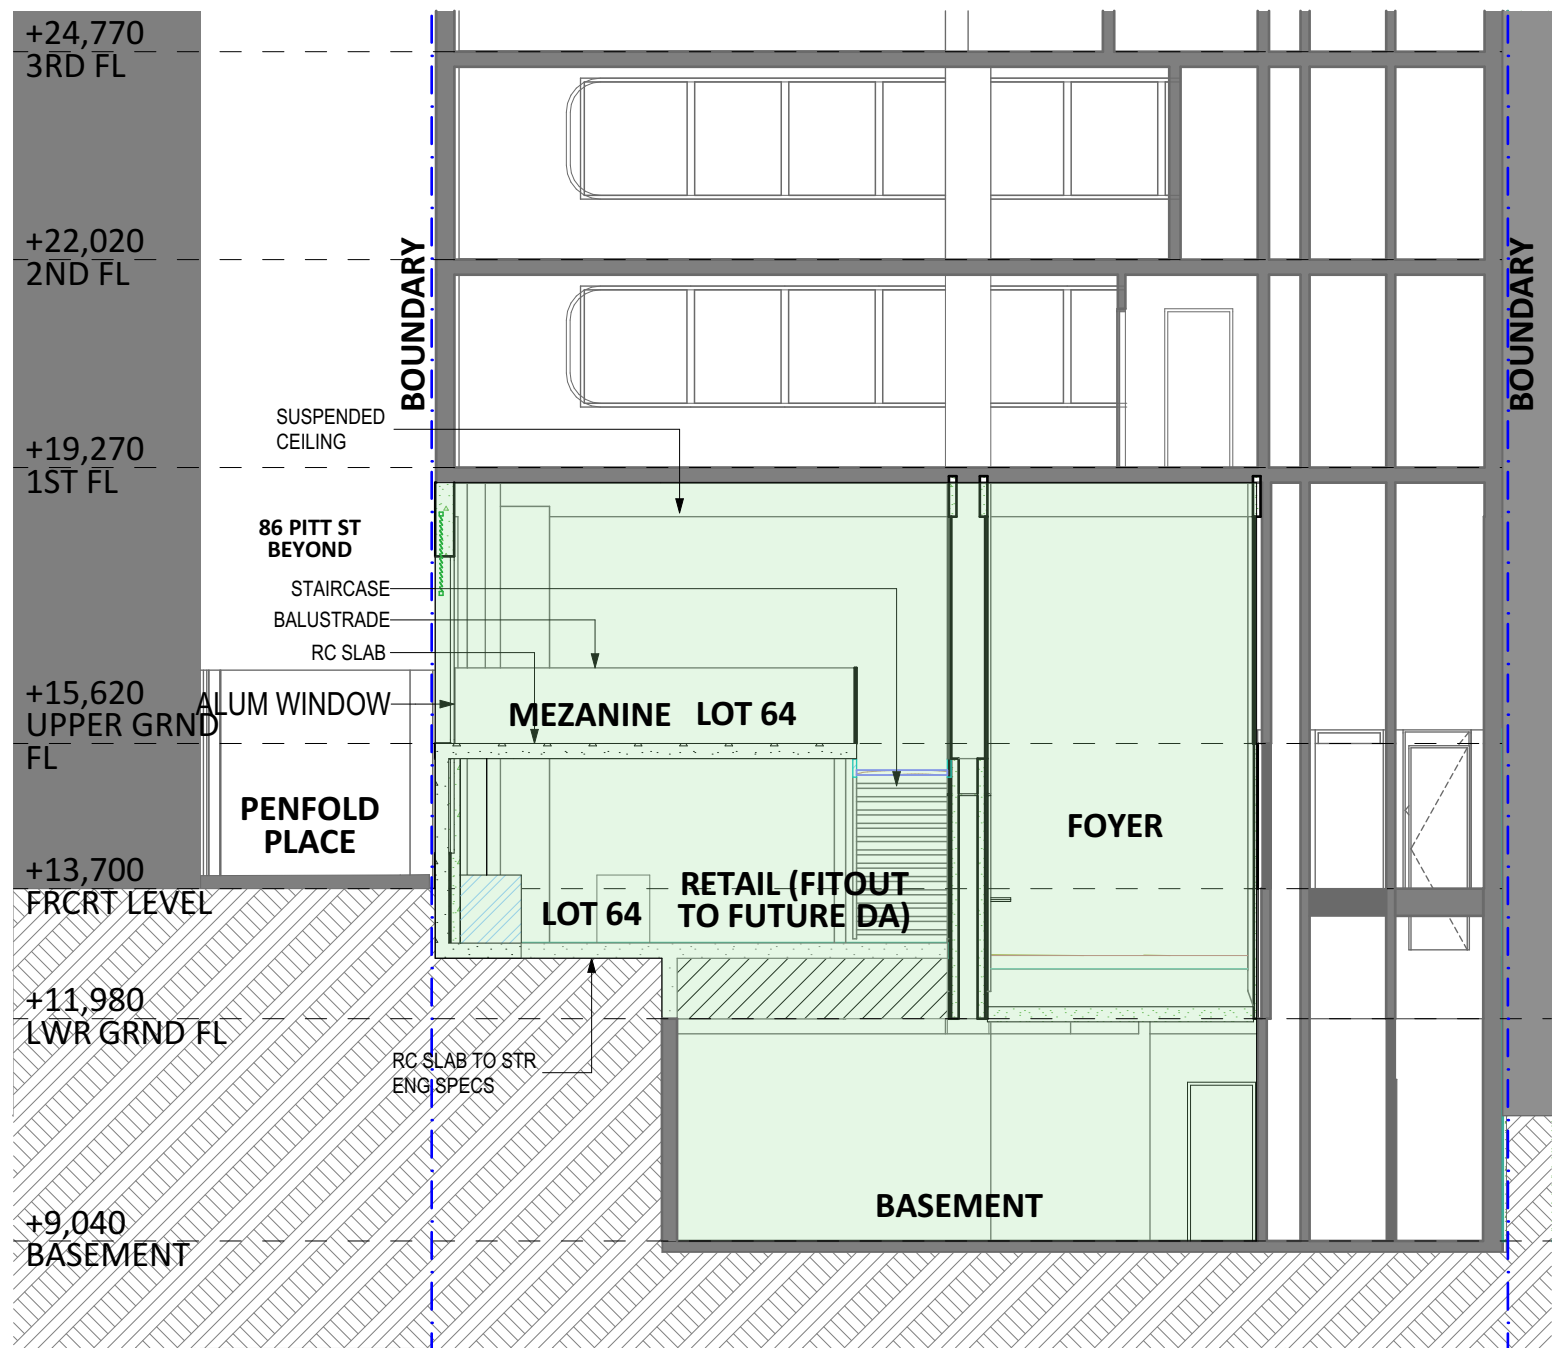 +24,770
3RD FL
+22,020
2ND FL
BOUNDARY
BOUNDARY
SUSPENDED
CEILING
+19,270
1ST FL
86 PITT ST
BEYOND
STAIRCASE
BALUSTRADE
RC SLAB
+15,620
UPPER GRND
FL
ALUM WINDOW
MEZANINE LOT 64
PENFOLD
PLACE
FOYER
+13,700
FRCRT LEVEL
LOT 64
RETAIL (FITOUT
TO FUTURE DA)
+11,980
LWR GRND FL
RC SLAB TO STR
ENG SPECS
BASEMENT
+9,040
BASEMENT